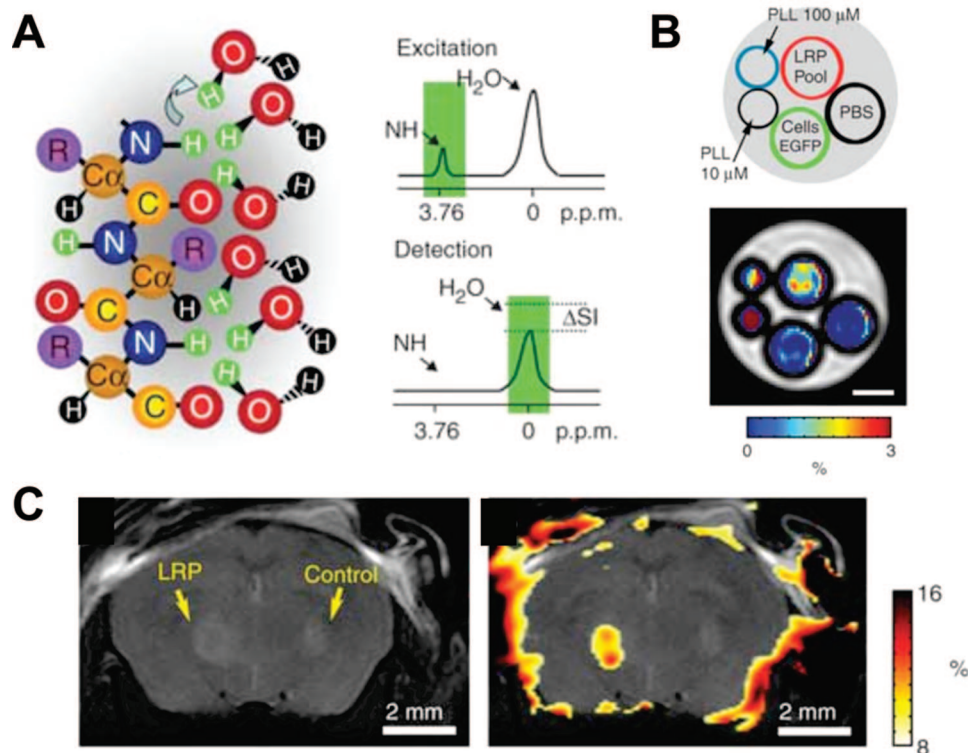 A
Excitation
H₂O
NH
3.76 0 p.p.m.
Detection
H₂O
ΔSI
NH
3.76 0 p.p.m.
H O H
O
R N H H H
Cα H
H C O O H
H N R H
Cα O H
O C H H O
R N H H H
Cα H
H C O O H
B
PLL 100 μM
LRP
Pool
PBS
Cells
EGFP
PLL
10 μM
0 3
%
C
LRP
Control
2 mm
2 mm
16
%
8